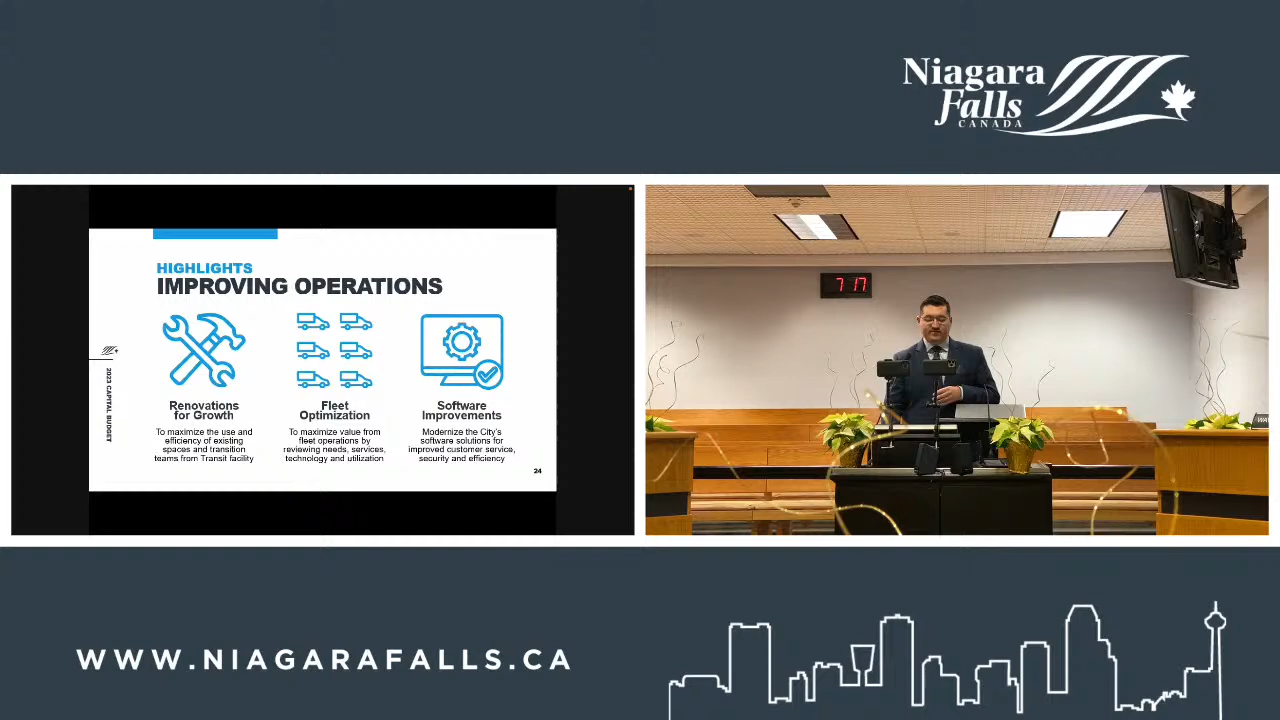 Niagara
Falls
CANADA
HIGHLIGHTS
IMPROVING OPERATIONS
Renovations
for Growth
To maximize the use and
efficiency of existing
spaces and transition
teams from Transit facility
Fleet
Optimization
To maximize value from
fleet operations by
reviewing needs, services,
technology and utilization
Software
Improvements
Modernize the City's
software solutions for
improved customer service,
security and efficiency
2023 CAPITAL BUDGET
24
7 17
WWW.NIAGARAFALLS.CA